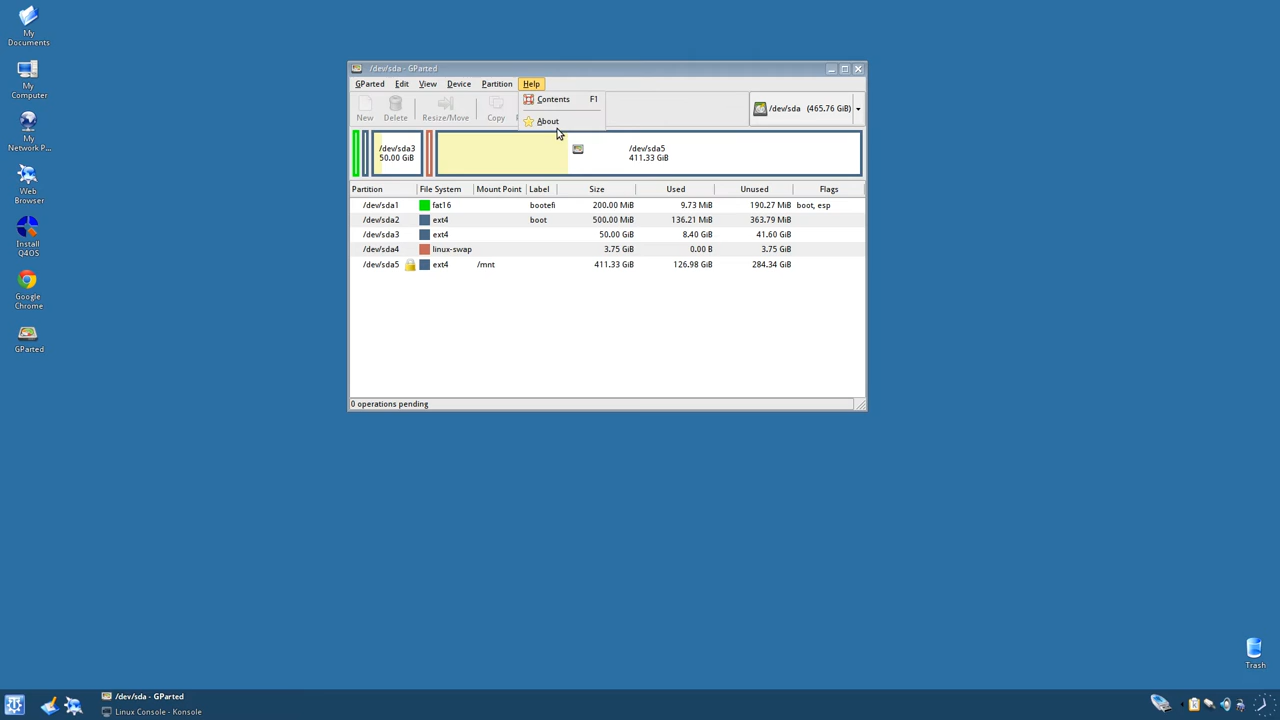 My
Documents
My
Computer
My
Network P...
Web
Browser
Install
Q4OS
Google
Chrome
GParted
/dev/sda - GParted
GParted Edit View Device Partition Help
New Delete Resize/Move Copy
Contents F1
About
/dev/sda (465.76 GiB)
/dev/sda3
50.00 GiB
/dev/sda5
411.33 GiB
Partition File System Mount Point Label Size Used Unused Flags
/dev/sda1 fat16 bootefi 200.00 MiB 9.73 MiB 190.27 MiB boot, esp
/dev/sda2 ext4 boot 500.00 MiB 136.21 MiB 363.79 MiB
/dev/sda3 ext4 50.00 GiB 8.40 GiB 41.60 GiB
/dev/sda4 linux-swap 3.75 GiB 0.00 B 3.75 GiB
/dev/sda5 ext4 /mnt 411.33 GiB 126.98 GiB 284.34 GiB
0 operations pending
Trash
/dev/sda - GParted
Linux Console - Konsole